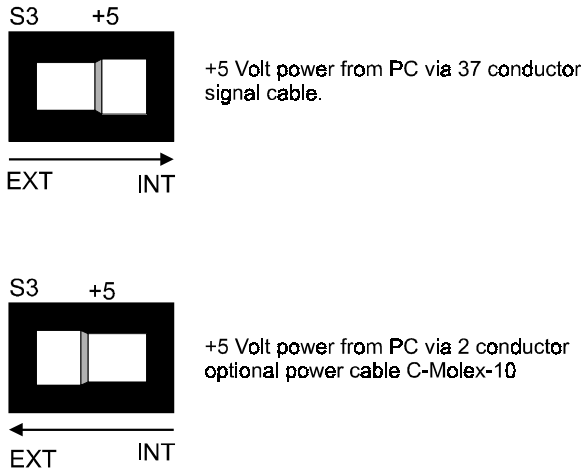 S3 +5
+5 Volt power from PC via 37 conductor
signal cable.
EXT INT
S3 +5
+5 Volt power from PC via 2 conductor
optional power cable C-Molex-10
EXT INT